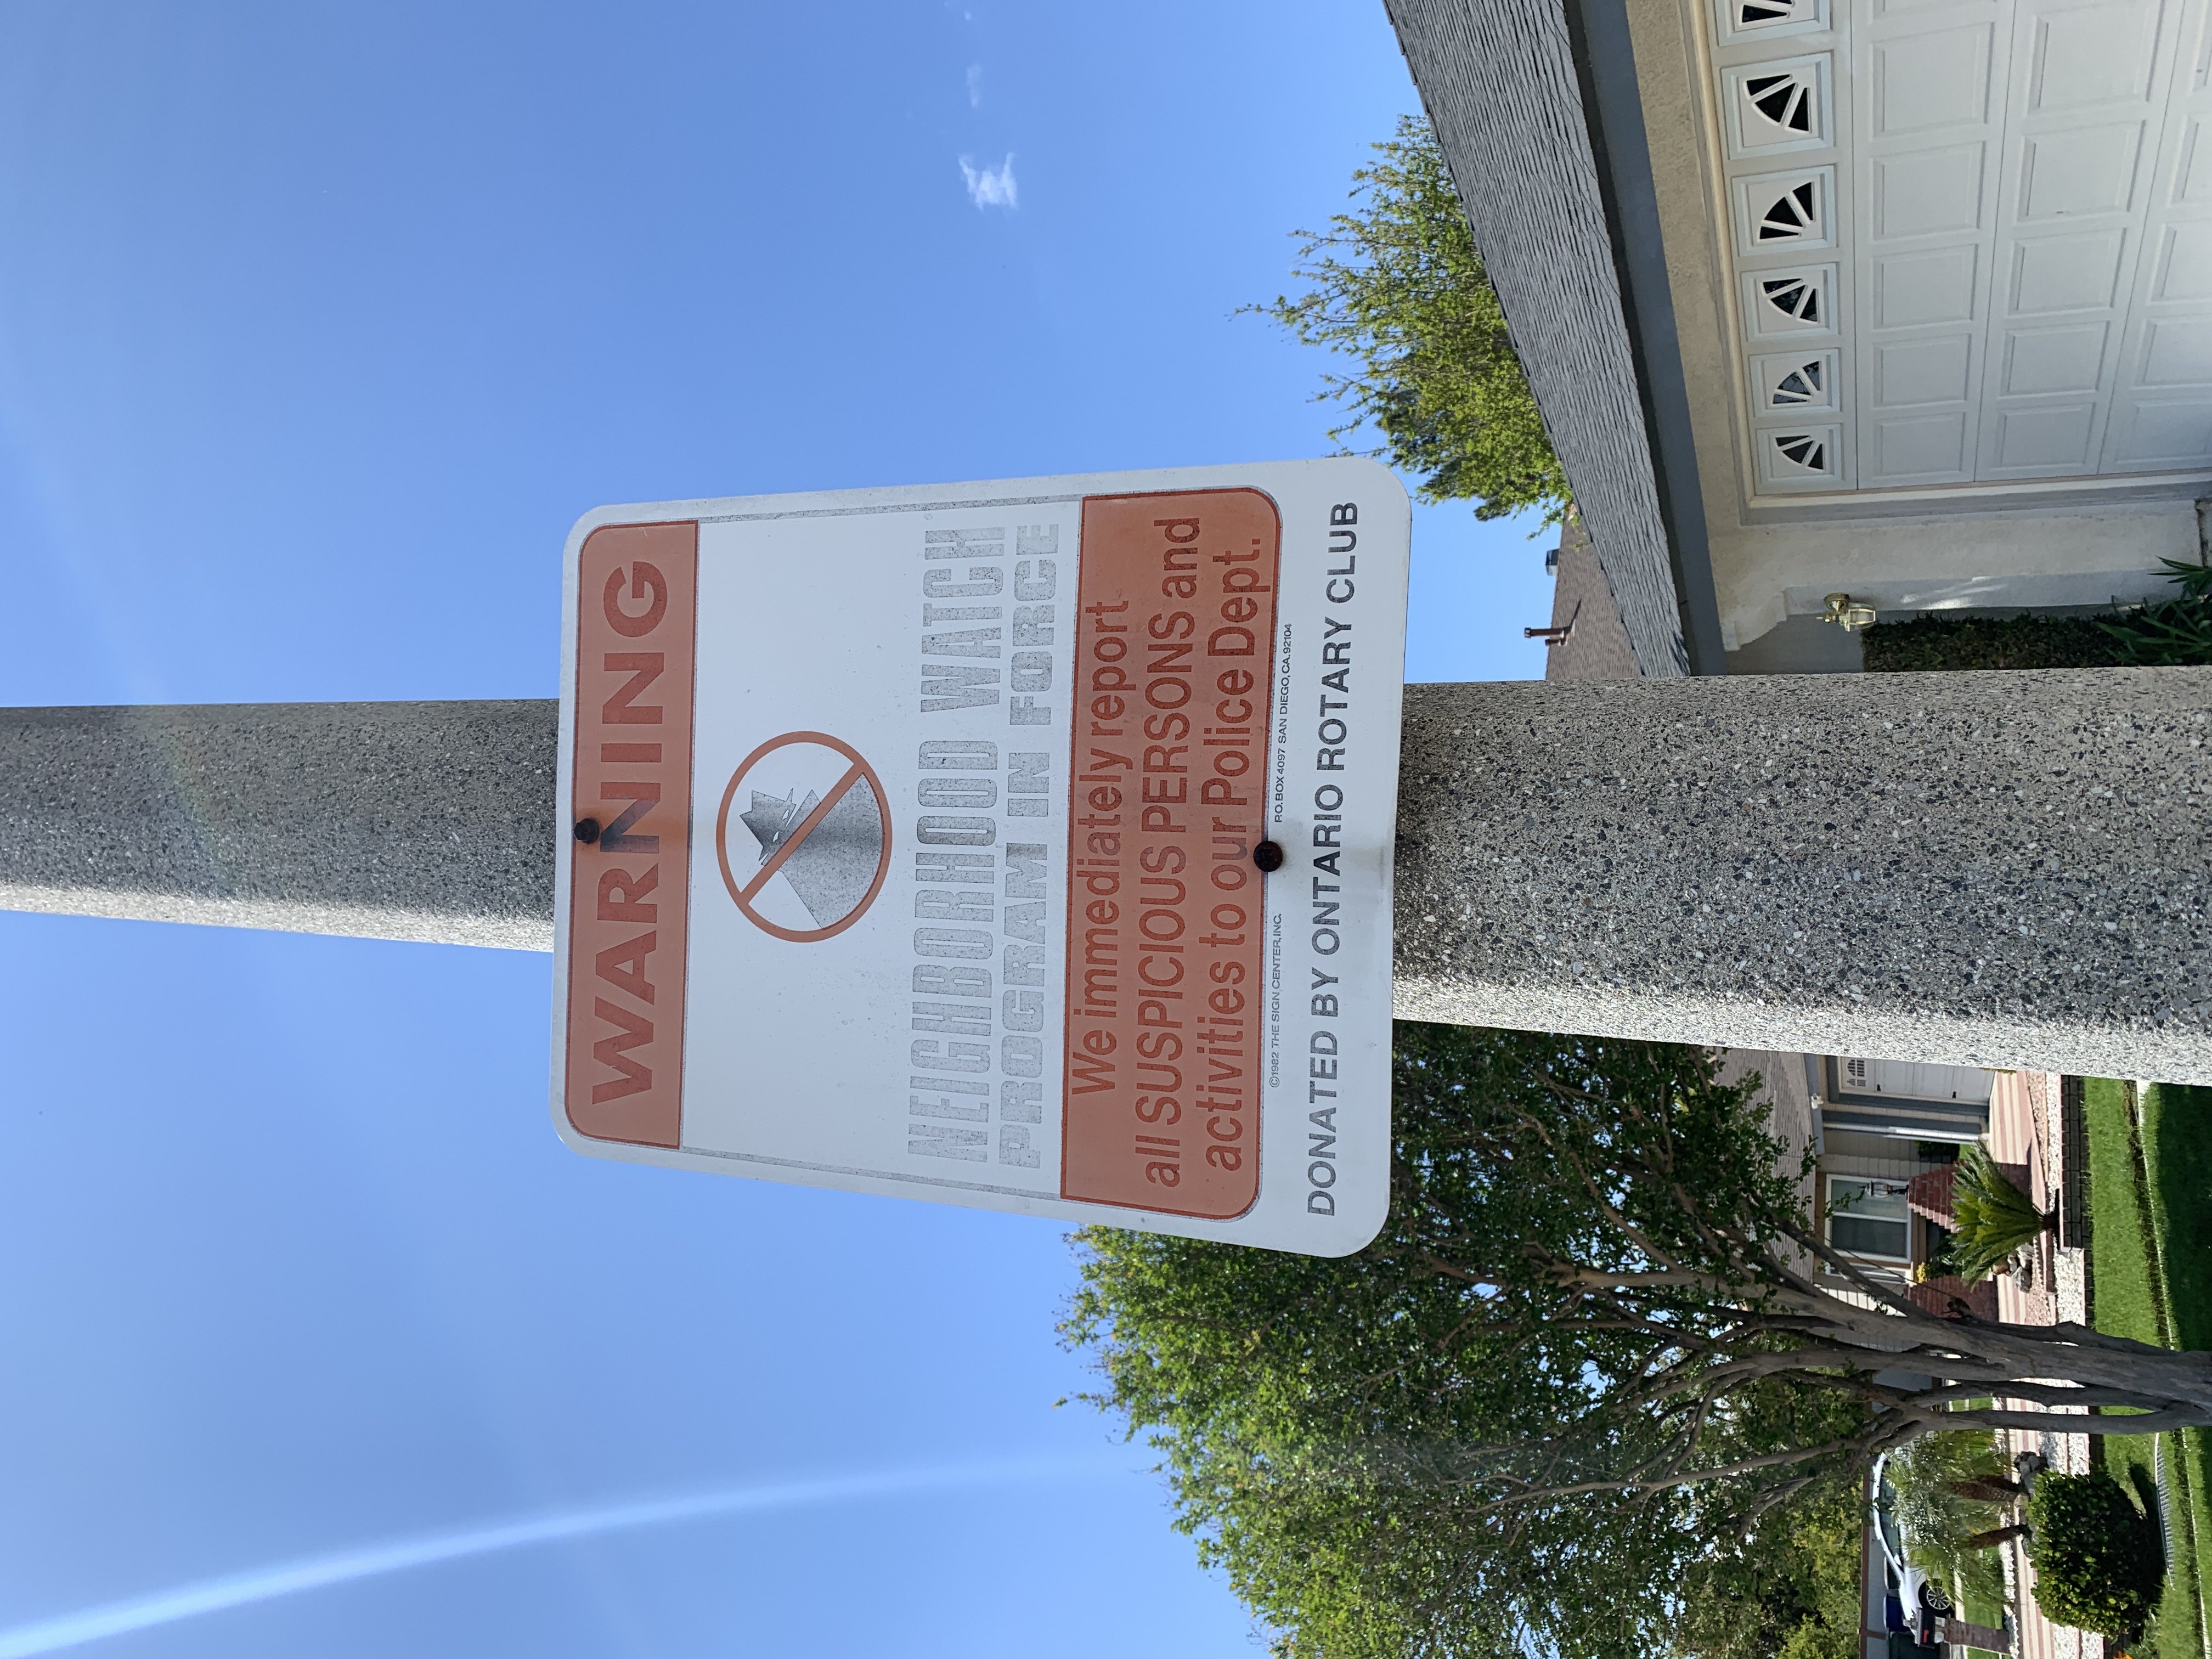 WARNING
NEIGHBORHOOD WATCH
PROGRAM IN FORCE
We immediately report
all SUSPICIOUS PERSONS and
activities to our Police Dept.
©1982 THE SIGN CENTER, INC. P.O. BOX 4097 SAN DIEGO, CA. 92104
DONATED BY ONTARIO ROTARY CLUB